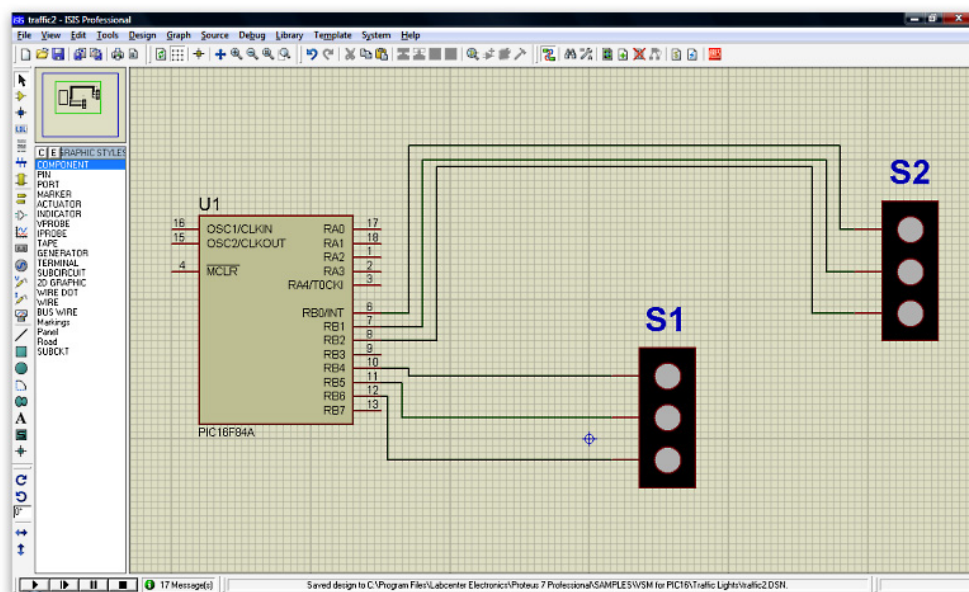 traffic2 - ISIS Professional
File View Edit Tools Design Graph Source Debug Library Template System Help
C E GRAPHIC STYLES
COMPONENT
PIN
PORT
MARKER
ACTUATOR
INDICATOR
VPROBE
IPROBE
TAPE
GENERATOR
TERMINAL
SUBCIRCUIT
2D GRAPHIC
WIRE DOT
WIRE
BUS WIRE
Markings
Panel
Road
SUBCKT
LBL
A
S
0°
S2
U1
16 OSC1/CLKIN RA0 17
15 OSC2/CLKOUT RA1 18
RA2 1
4 MCLR RA3 2
RA4/T0CKI 3
RB0/INT 6
RB1 7
RB2 8
RB3 9
RB4 10
RB5 11
RB6 12
RB7 13
PIC16F84A
S1
17 Message(s)
Saved design to C:\Program Files\Labcenter Electronics\Proteus 7 Professional\SAMPLES\VSM for PIC16\Traffic Lights\traffic2.DSN.